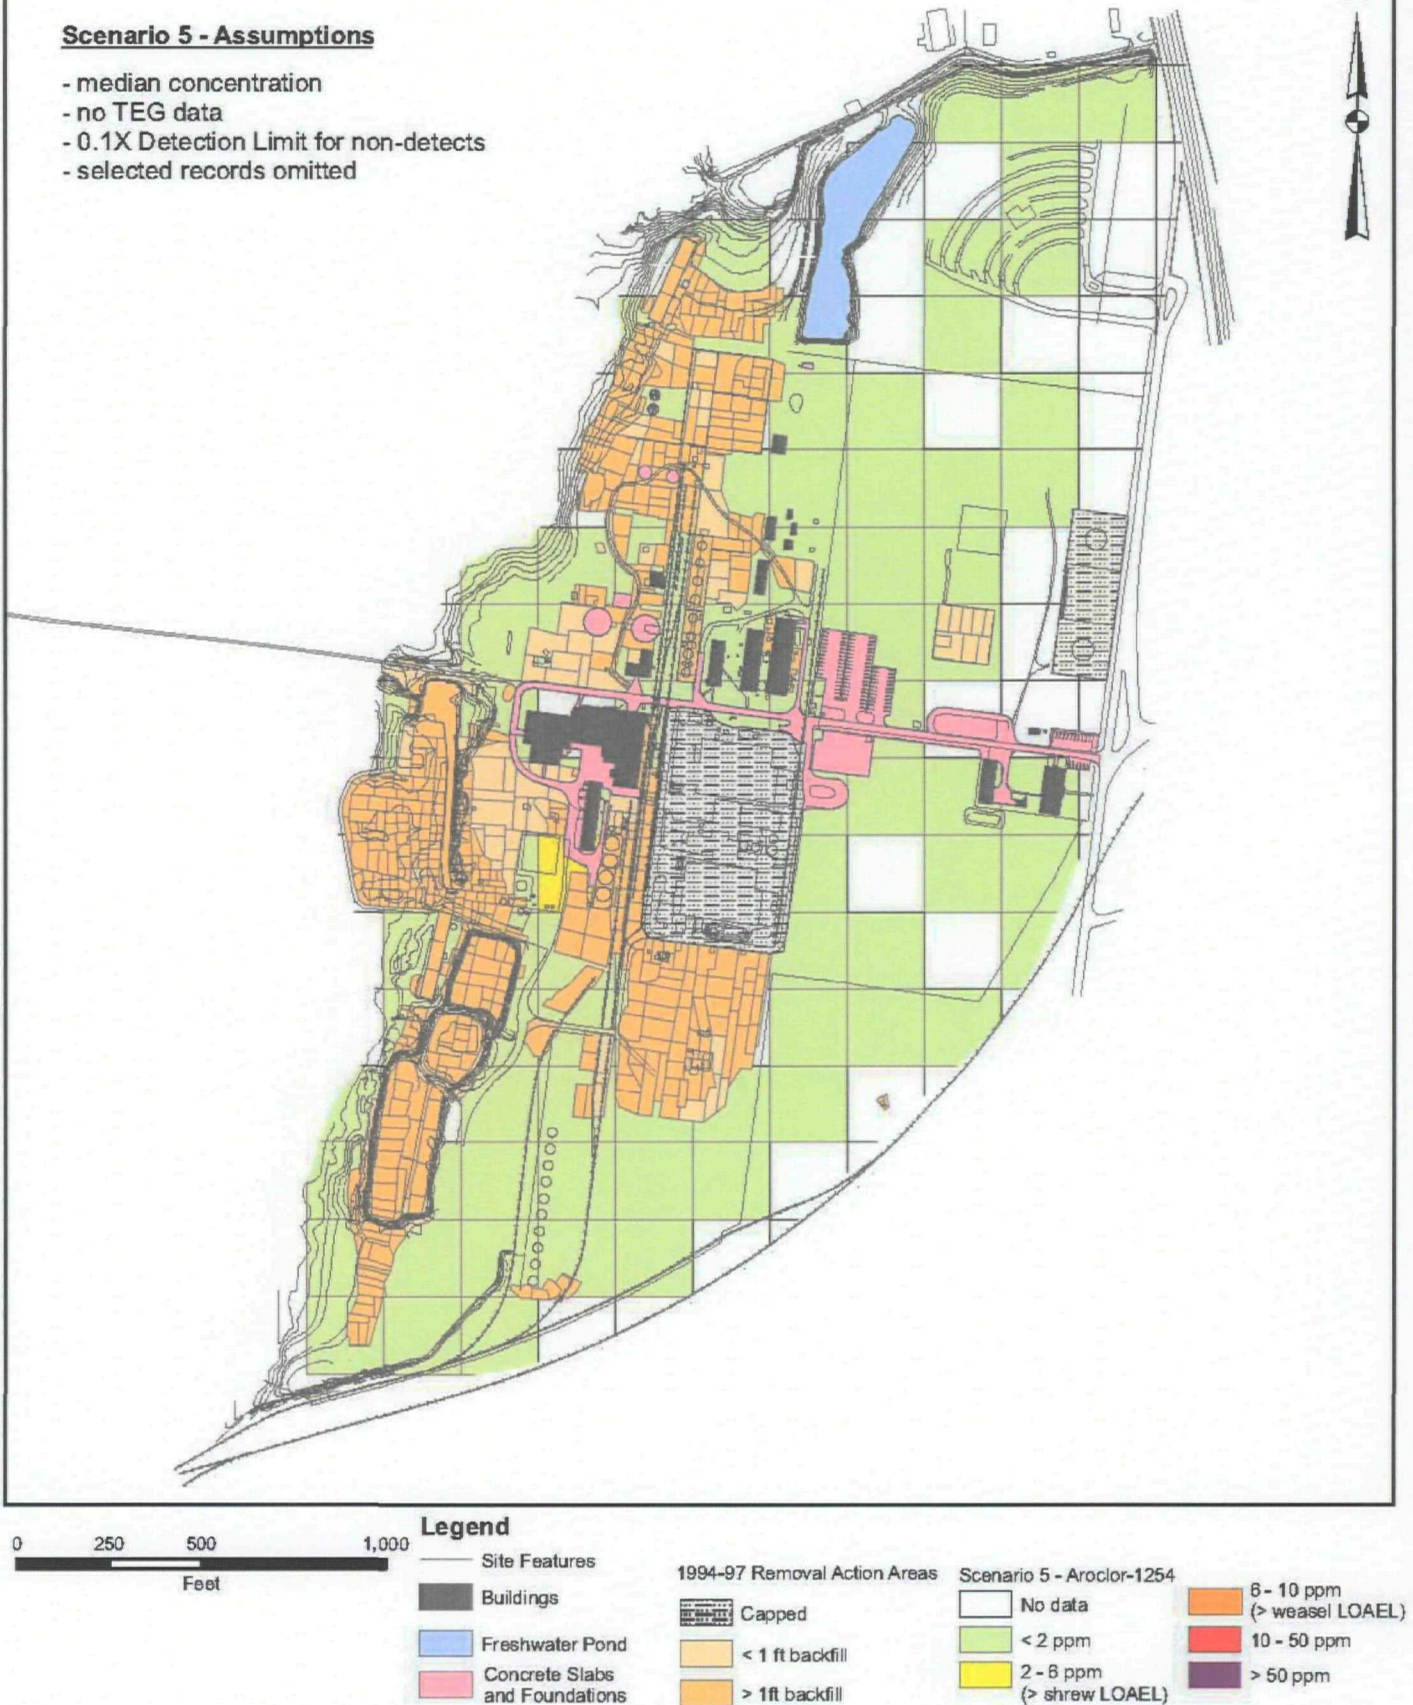 Scenario 5 - Assumptions
- median concentration
- no TEG data
- 0.1X Detection Limit for non-detects
- selected records omitted
0 250 500 1,000
Feet
Legend
Site Features
Buildings
Freshwater Pond
Concrete Slabs
and Foundations
1994-97 Removal Action Areas
Capped
< 1 ft backfill
> 1ft backfill
Scenario 5 - Aroclor-1254
No data
< 2 ppm
2 - 6 ppm
(> shrew LOAEL)
6 - 10 ppm
(> weasel LOAEL)
10 - 50 ppm
> 50 ppm